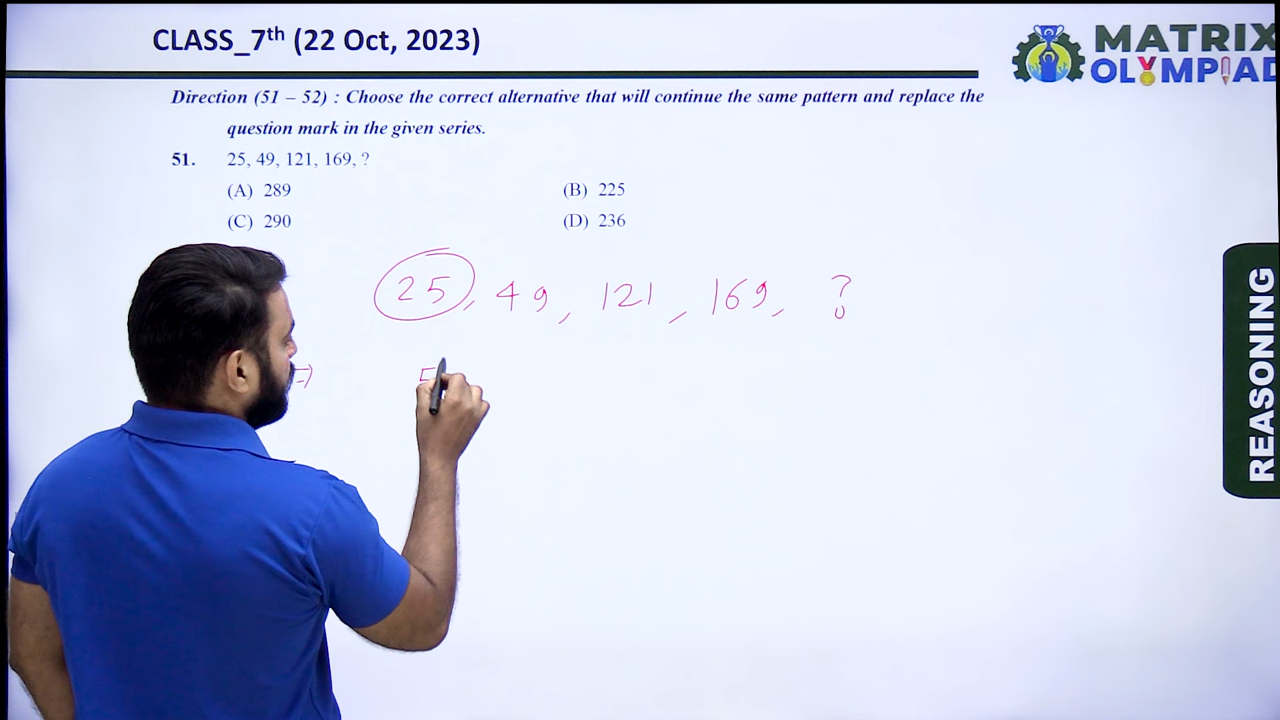 CLASS_7th (22 Oct, 2023)
MATRIX
OLYMPIAD
Direction (51 – 52) : Choose the correct alternative that will continue the same pattern and replace the
question mark in the given series.
51. 25, 49, 121, 169, ?
(A) 289 (B) 225
(C) 290 (D) 236
25, 49, 121, 169, ?
⇒ 5
REASONING